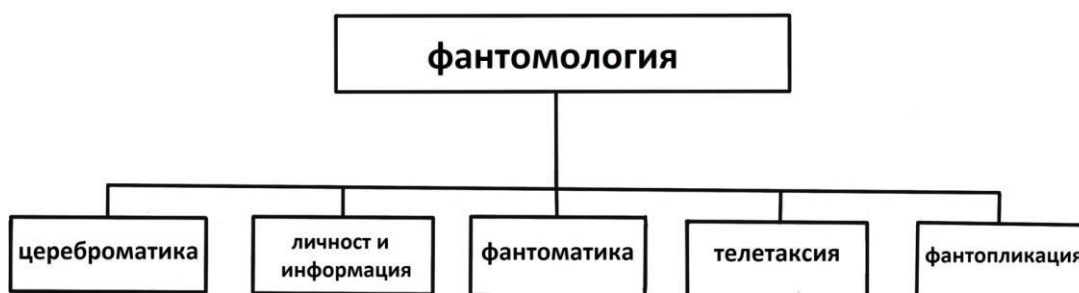 фантомология
цереброматика
личност и
информация
фантоматика
телетаксия
фантопликация